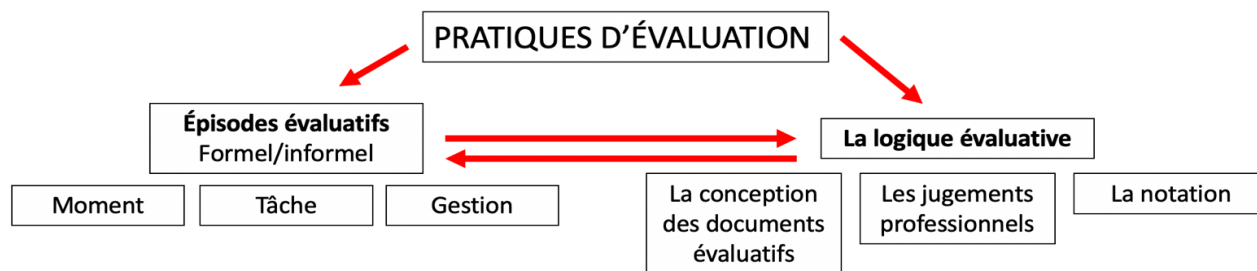 PRATIQUES D’ÉVALUATION
Épisodes évaluatifs
Formel/informel
La logique évaluative
Moment
Tâche
Gestion
La conception
des documents
évaluatifs
Les jugements
professionnels
La notation